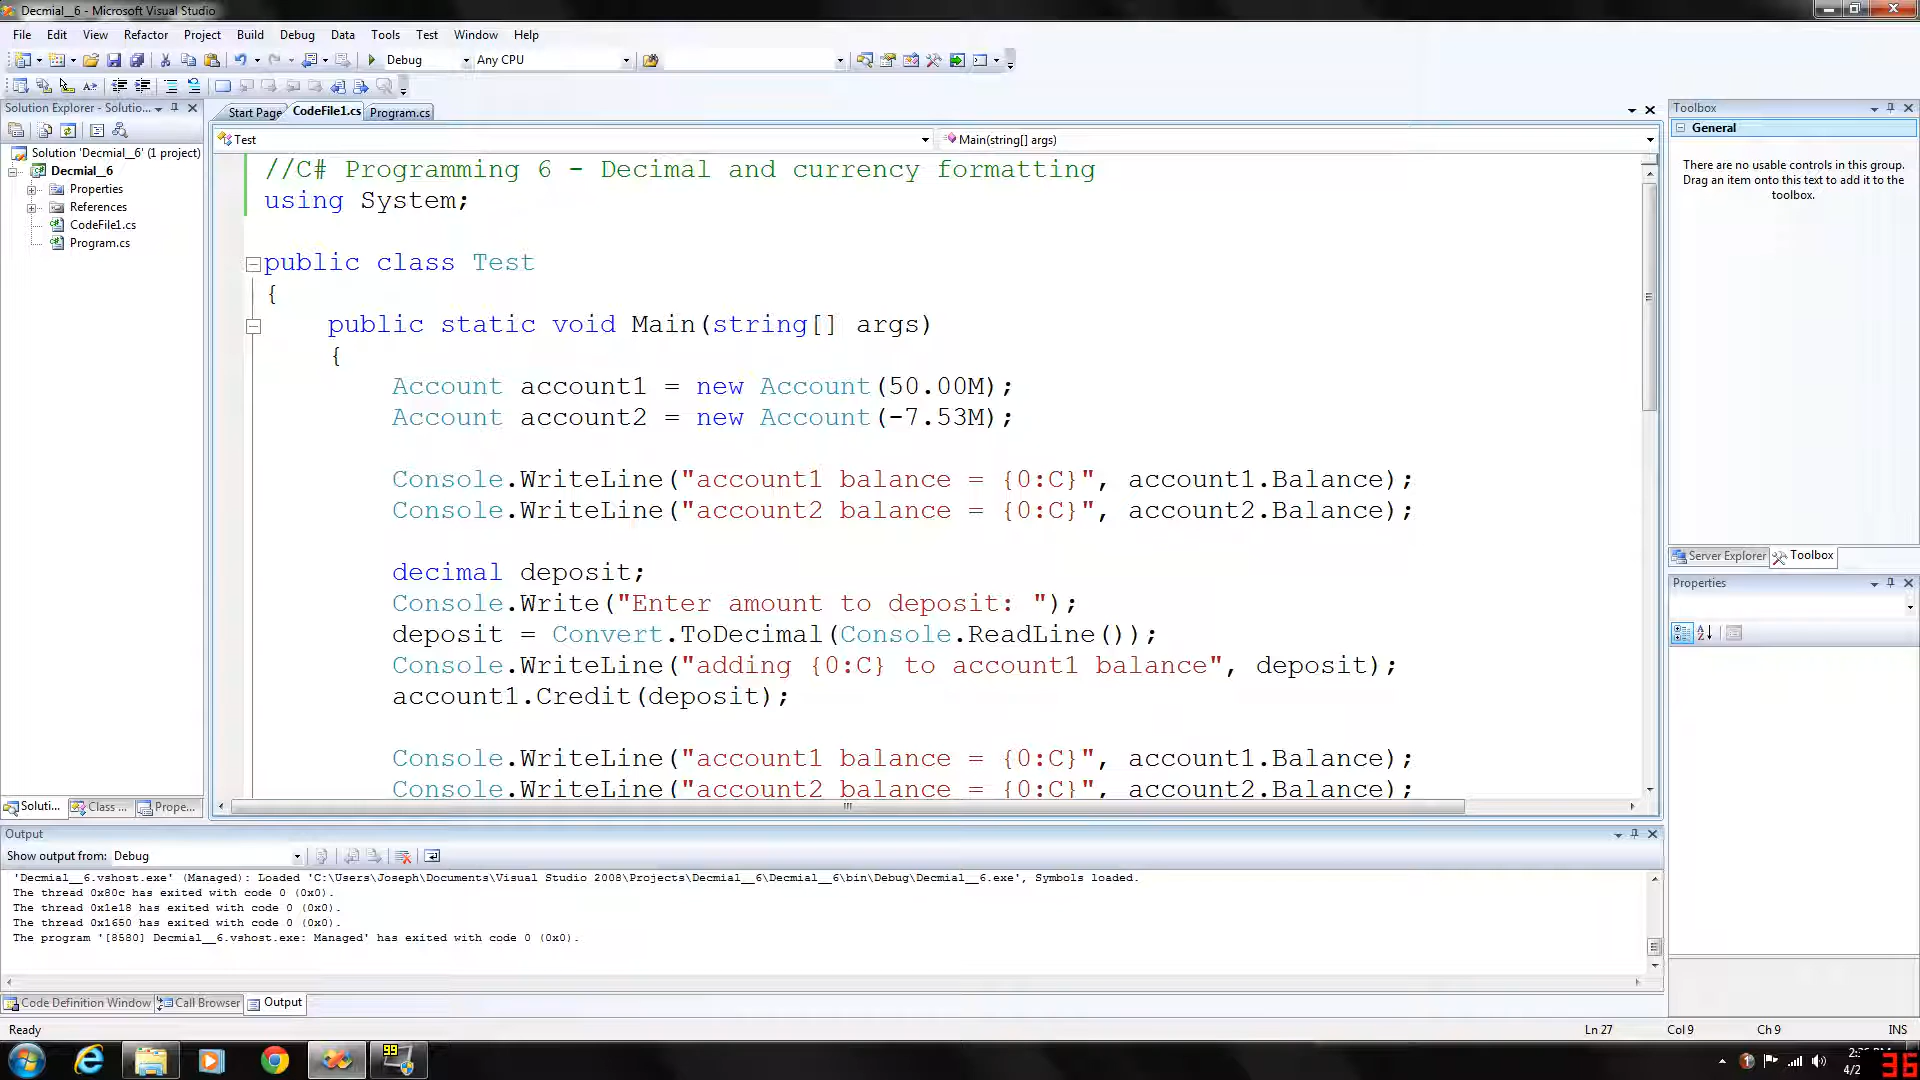 Decmial__6 - Microsoft Visual Studio
File Edit View Refactor Project Build Debug Data Tools Test Window Help
Debug Any CPU
Solution Explorer - Solutio...
Solution 'Decmial__6' (1 project)
Decmial__6
Properties
References
CodeFile1.cs
Program.cs
Soluti... Class ... Prope...
Start Page CodeFile1.cs Program.cs
Test Main(string[] args)
//C# Programming 6 - Decimal and currency formatting
using System;
public class Test
{
public static void Main(string[] args)
{
Account account1 = new Account(50.00M);
Account account2 = new Account(-7.53M);
Console.WriteLine("account1 balance = {0:C}", account1.Balance);
Console.WriteLine("account2 balance = {0:C}", account2.Balance);
decimal deposit;
Console.Write("Enter amount to deposit: ");
deposit = Convert.ToDecimal(Console.ReadLine());
Console.WriteLine("adding {0:C} to account1 balance", deposit);
account1.Credit(deposit);
Console.WriteLine("account1 balance = {0:C}", account1.Balance);
Console.WriteLine("account2 balance = {0:C}", account2.Balance);
Toolbox
General
There are no usable controls in this group.
Drag an item onto this text to add it to the
toolbox.
Server Explorer Toolbox
Properties
Output
Show output from: Debug
'Decmial__6.vshost.exe' (Managed): Loaded 'C:\Users\Joseph\Documents\Visual Studio 2008\Projects\Decmial__6\Decmial__6\bin\Debug\Decmial__6.exe', Symbols loaded.
The thread 0x80c has exited with code 0 (0x0).
The thread 0x1e18 has exited with code 0 (0x0).
The thread 0x1650 has exited with code 0 (0x0).
The program '[8580] Decmial__6.vshost.exe: Managed' has exited with code 0 (0x0).
Code Definition Window Call Browser Output
Ready Ln 27 Col 9 Ch 9 INS
99
36